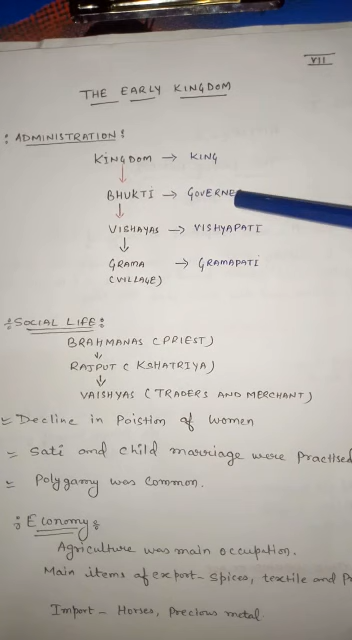 VII
THE EARLY KINGDOM
: ADMINISTRATION :
KINGDOM → KING
↓
BHUKTI → GOVERNE
↓
VISHAYAS → VISHYAPATI
↓
GRAMA → GRAMAPATI
(VILLAGE)
: SOCIAL LIFE :
BRAHMANAS (PRIEST)
↓
RAJPUT ( KSHATRIYA)
↓
VAISHYAS ( TRADERS AND MERCHANT)
= Decline in Poistion of Women
= Sati and child marriage were Practised
= Polygamy was Common.
: Economy :
Agriculture was main occupation.
Main items of export - Spices, textile and
Import - Horses, Precious metal.